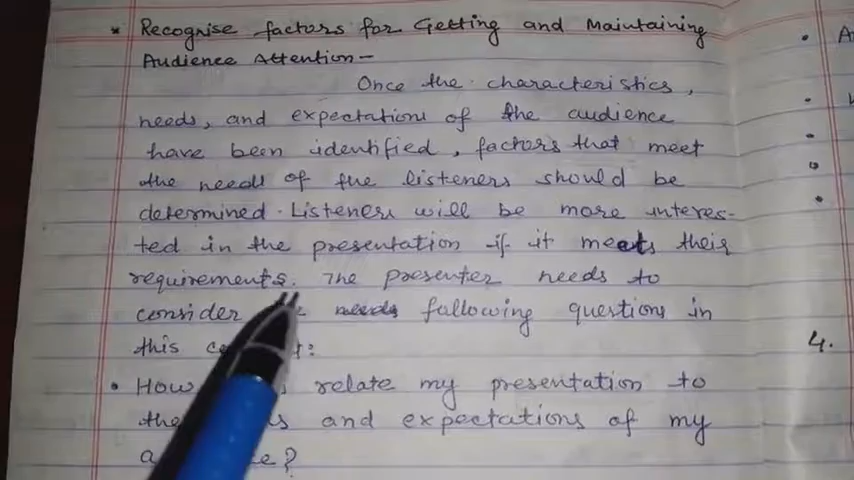 * Recognise factors for Getting and Maintaining
Audience Attention-
Once the characteristics,
needs, and expectations of the audience
have been identified, factors that meet
the needs of the listeners should be
determined. Listeners will be more interes-
ted in the presentation if it meets their
requirements. The presenter needs to
consider needs following questions in
this
• How relate my presentation to
the and expectations of my
?
4.